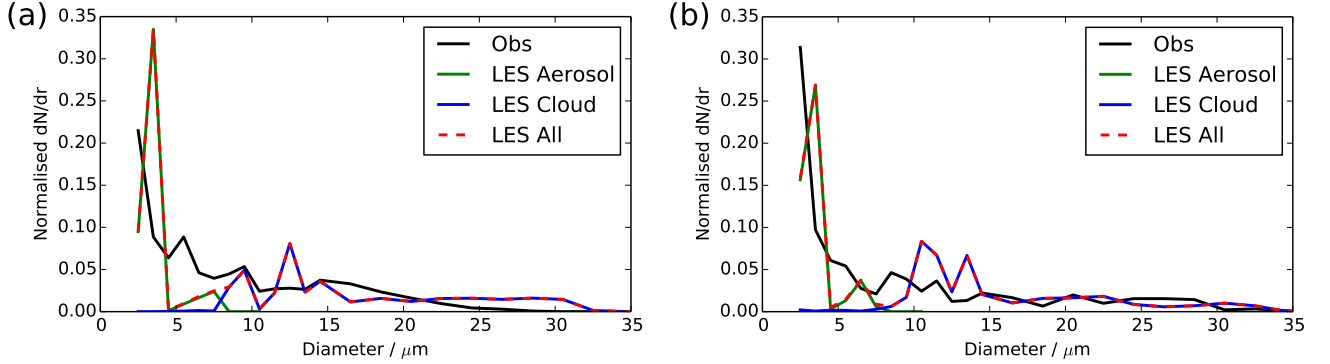 (a)
0.35
0.30
0.25
0.20
0.15
0.10
0.05
0.00
Normalised dN/dr
0 5 10 15 20 25 30 35
Diameter / μm
Obs
LES Aerosol
LES Cloud
LES All
(b)
0.35
0.30
0.25
0.20
0.15
0.10
0.05
0.00
Normalised dN/dr
0 5 10 15 20 25 30 35
Diameter / μm
Obs
LES Aerosol
LES Cloud
LES All